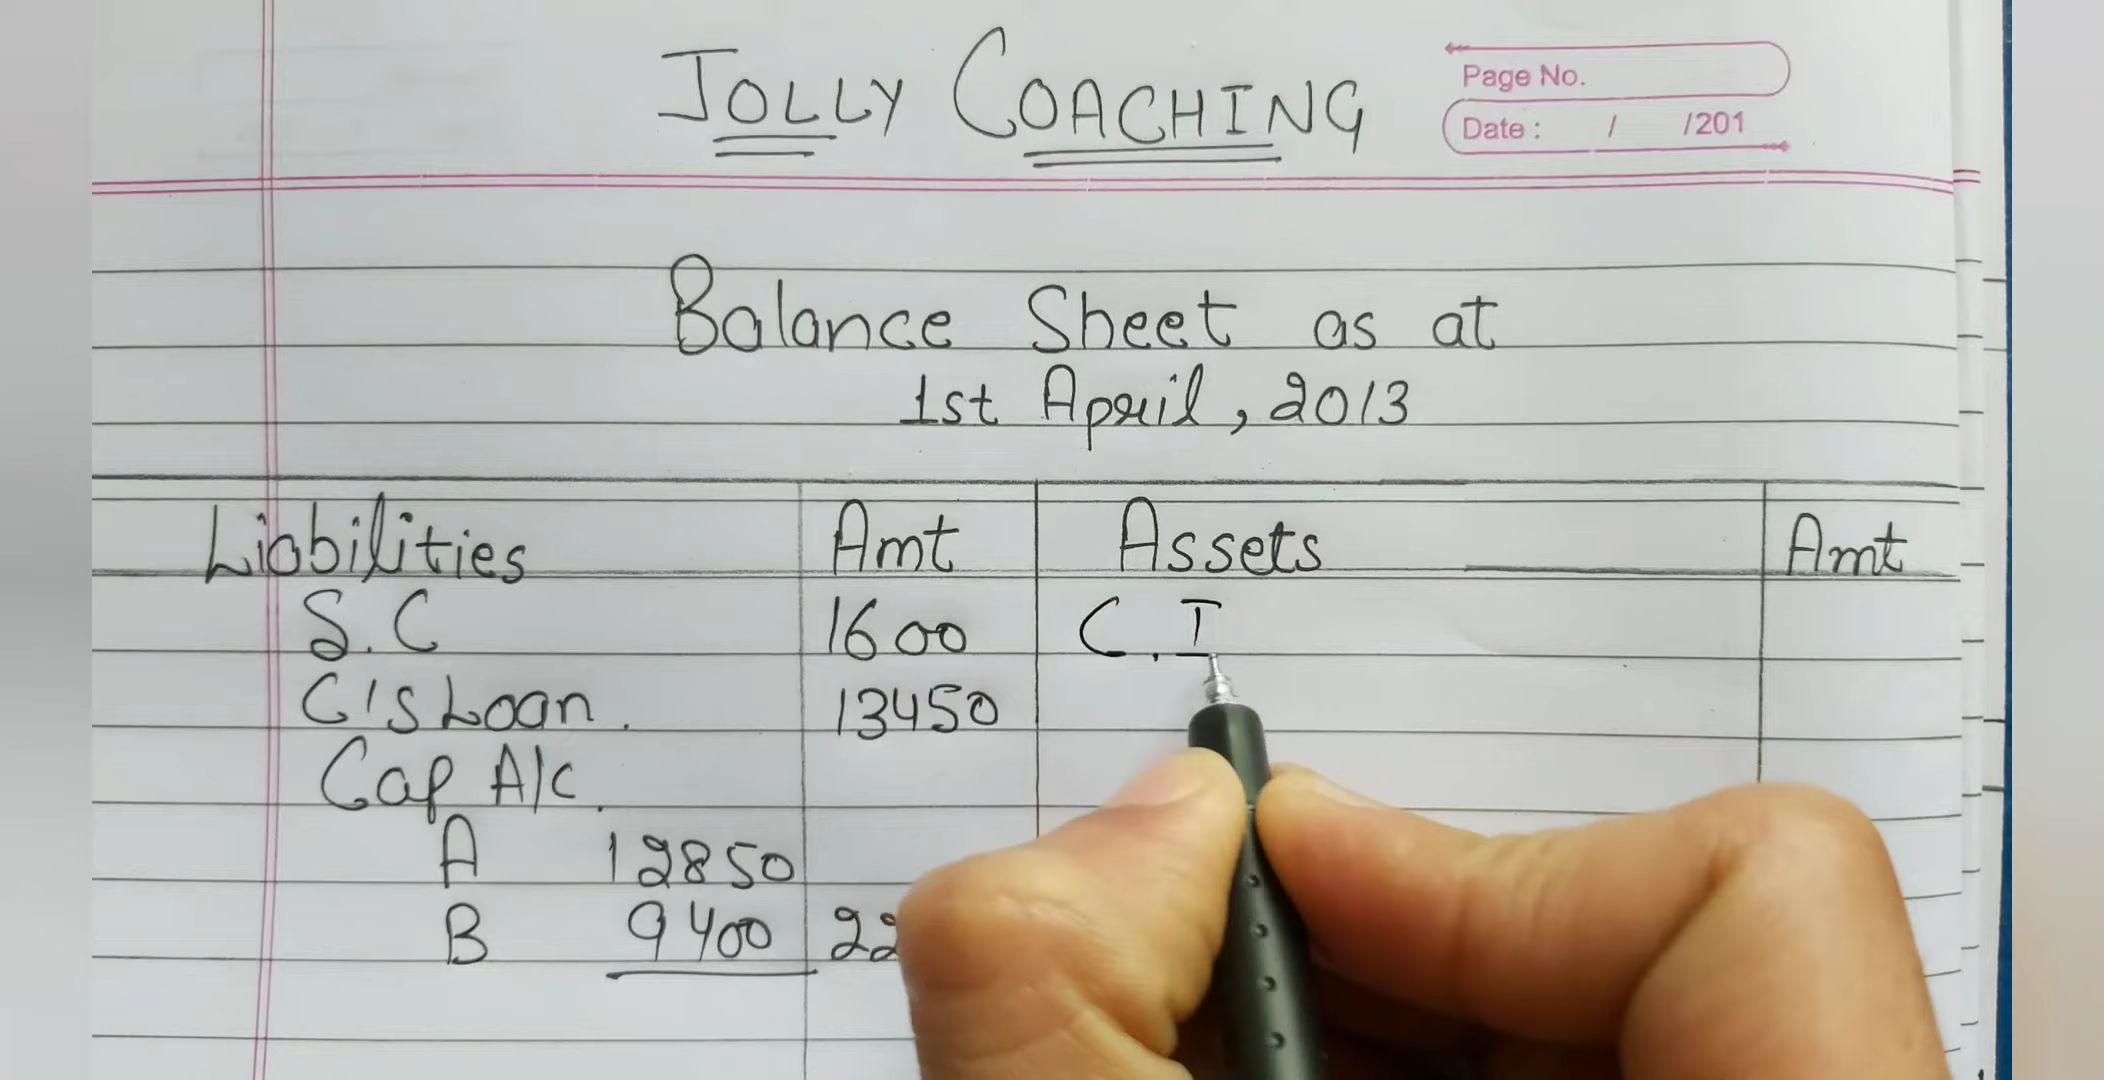 JOLLY COACHING
Page No.
Date : / /201
Balance Sheet as at
1st April, 2013
Liabilities Amt Assets Amt
S.C 1600 C.I
C's Loan. 13450
Cap A/c.
A 12850
B 9400